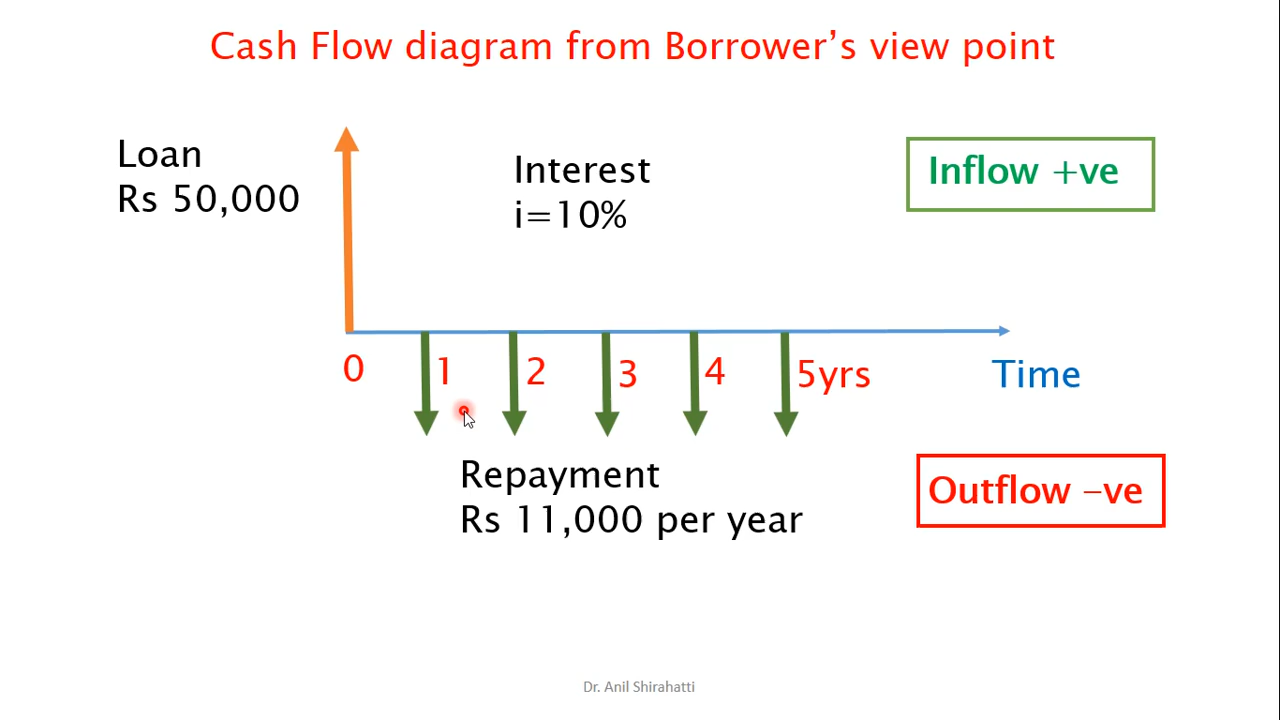 Cash Flow diagram from Borrower’s view point
Loan
Rs 50,000
Interest
i=10%
Inflow +ve
0
1
2
3
4
5yrs
Time
Repayment
Rs 11,000 per year
Outflow –ve
Dr. Anil Shirahatti